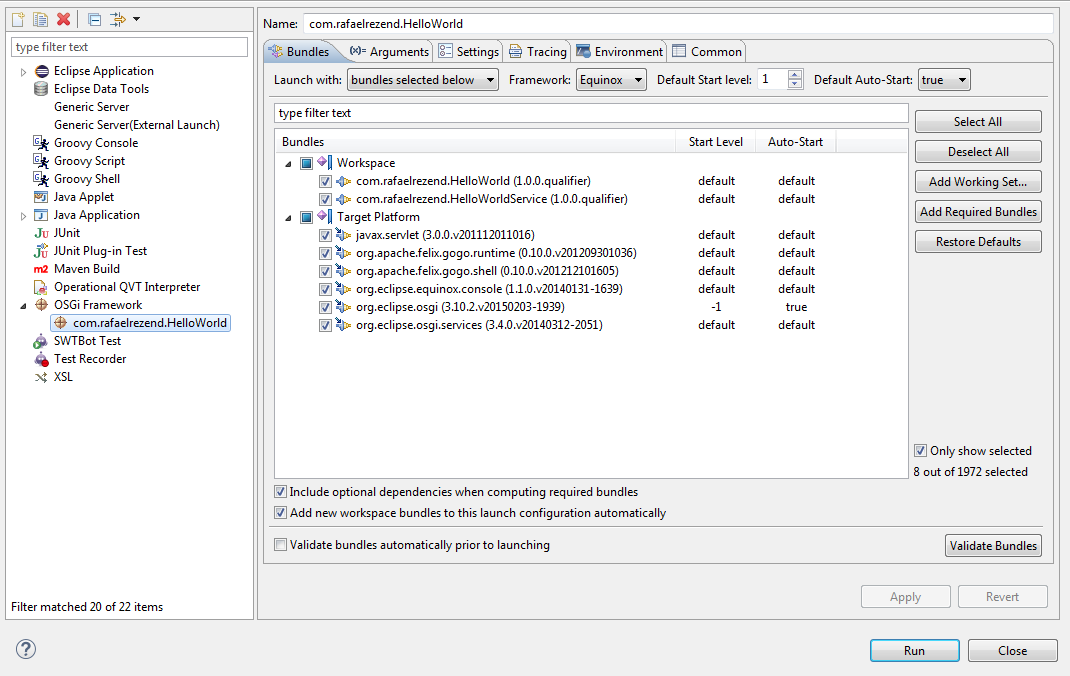 type filter text
Eclipse Application
Eclipse Data Tools
Generic Server
Generic Server(External Launch)
Groovy Console
Groovy Script
Groovy Shell
Java Applet
Java Application
JUnit
JUnit Plug-in Test
Maven Build
Operational QVT Interpreter
OSGi Framework
com.rafaelrezend.HelloWorld
SWTBot Test
Test Recorder
XSL
Filter matched 20 of 22 items
Name: com.rafaelrezend.HelloWorld
Bundles Arguments Settings Tracing Environment Common
Launch with: bundles selected below Framework: Equinox Default Start level: 1 Default Auto-Start: true
type filter text
Bundles Start Level Auto-Start
Workspace
com.rafaelrezend.HelloWorld (1.0.0.qualifier) default default
com.rafaelrezend.HelloWorldService (1.0.0.qualifier) default default
Target Platform
javax.servlet (3.0.0.v201112011016) default default
org.apache.felix.gogo.runtime (0.10.0.v201209301036) default default
org.apache.felix.gogo.shell (0.10.0.v201212101605) default default
org.eclipse.equinox.console (1.1.0.v20140131-1639) default default
org.eclipse.osgi (3.10.2.v20150203-1939) -1 true
org.eclipse.osgi.services (3.4.0.v20140312-2051) default default
Select All
Deselect All
Add Working Set...
Add Required Bundles
Restore Defaults
Only show selected
8 out of 1972 selected
Include optional dependencies when computing required bundles
Add new workspace bundles to this launch configuration automatically
Validate bundles automatically prior to launching
Validate Bundles
Apply Revert
Run Close